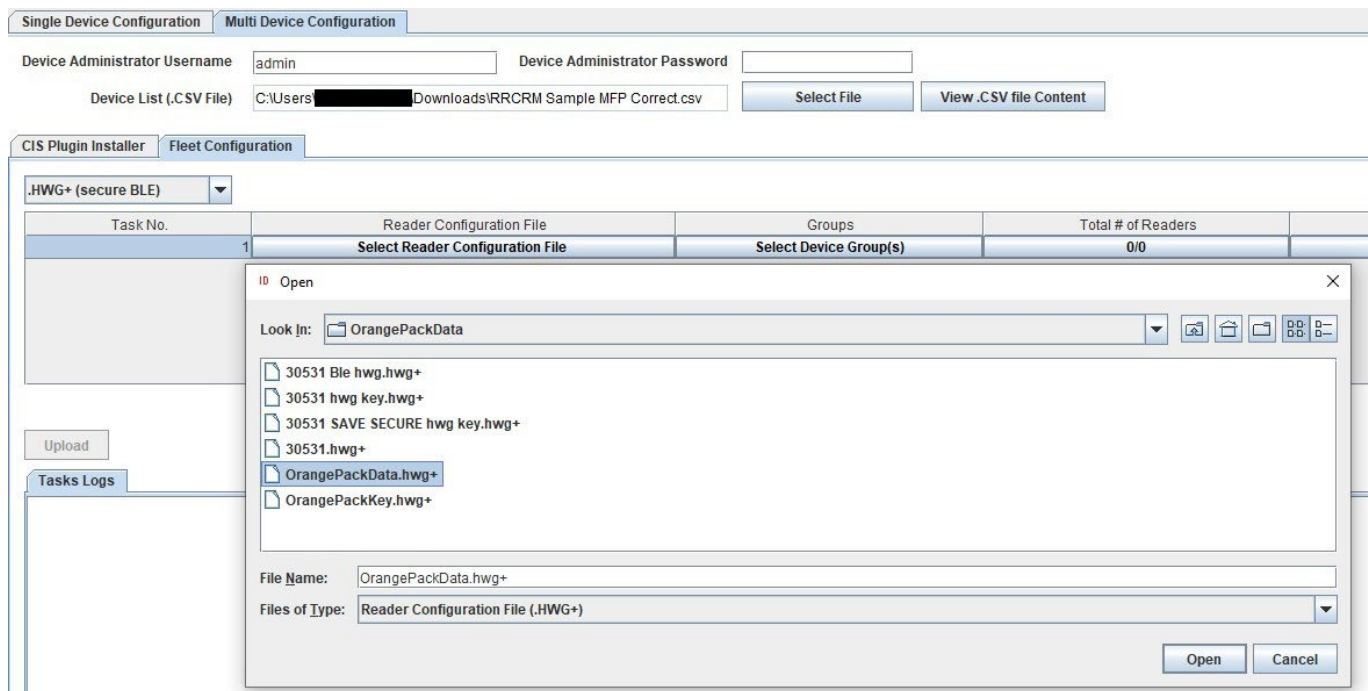 Single Device Configuration Multi Device Configuration
Device Administrator Username admin Device Administrator Password
Device List (.CSV File) C:\Users\ \Downloads\RRCRM Sample MFP Correct.csv Select File View .CSV file Content
CIS Plugin Installer Fleet Configuration
.HWG+ (secure BLE)
Task No. Reader Configuration File Groups Total # of Readers
1 Select Reader Configuration File Select Device Group(s) 0/0
ID Open
Look In: OrangePackData
30531 Ble hwg.hwg+
30531 hwg key.hwg+
30531 SAVE SECURE hwg key.hwg+
30531.hwg+
OrangePackData.hwg+
OrangePackKey.hwg+
Upload
Tasks Logs
File Name: OrangePackData.hwg+
Files of Type: Reader Configuration File (.HWG+)
Open Cancel